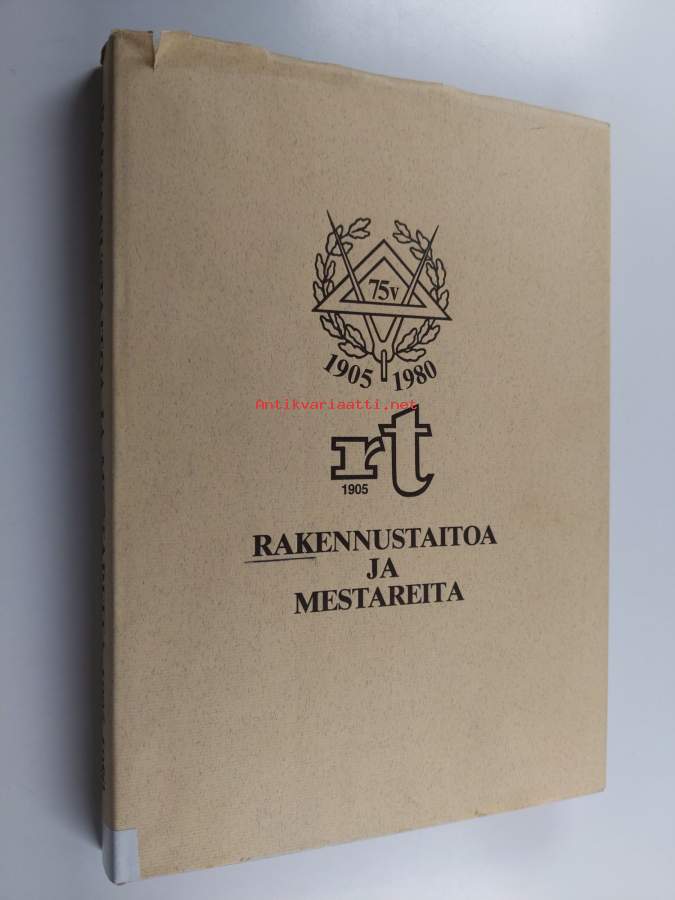 75v
1905 1980
Antikvariaatti.net
rt
1905
RAKENNUSTAITOA
JA
MESTAREITA